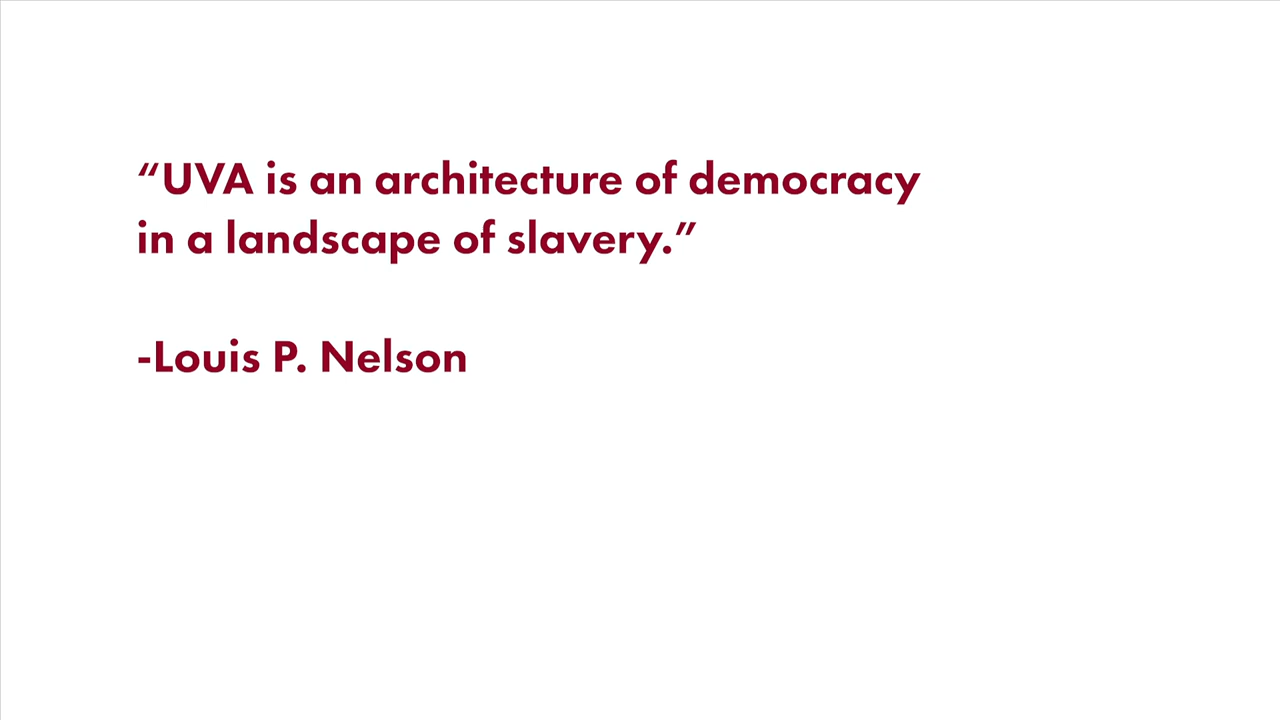 “UVA is an architecture of democracy
in a landscape of slavery.”
-Louis P. Nelson